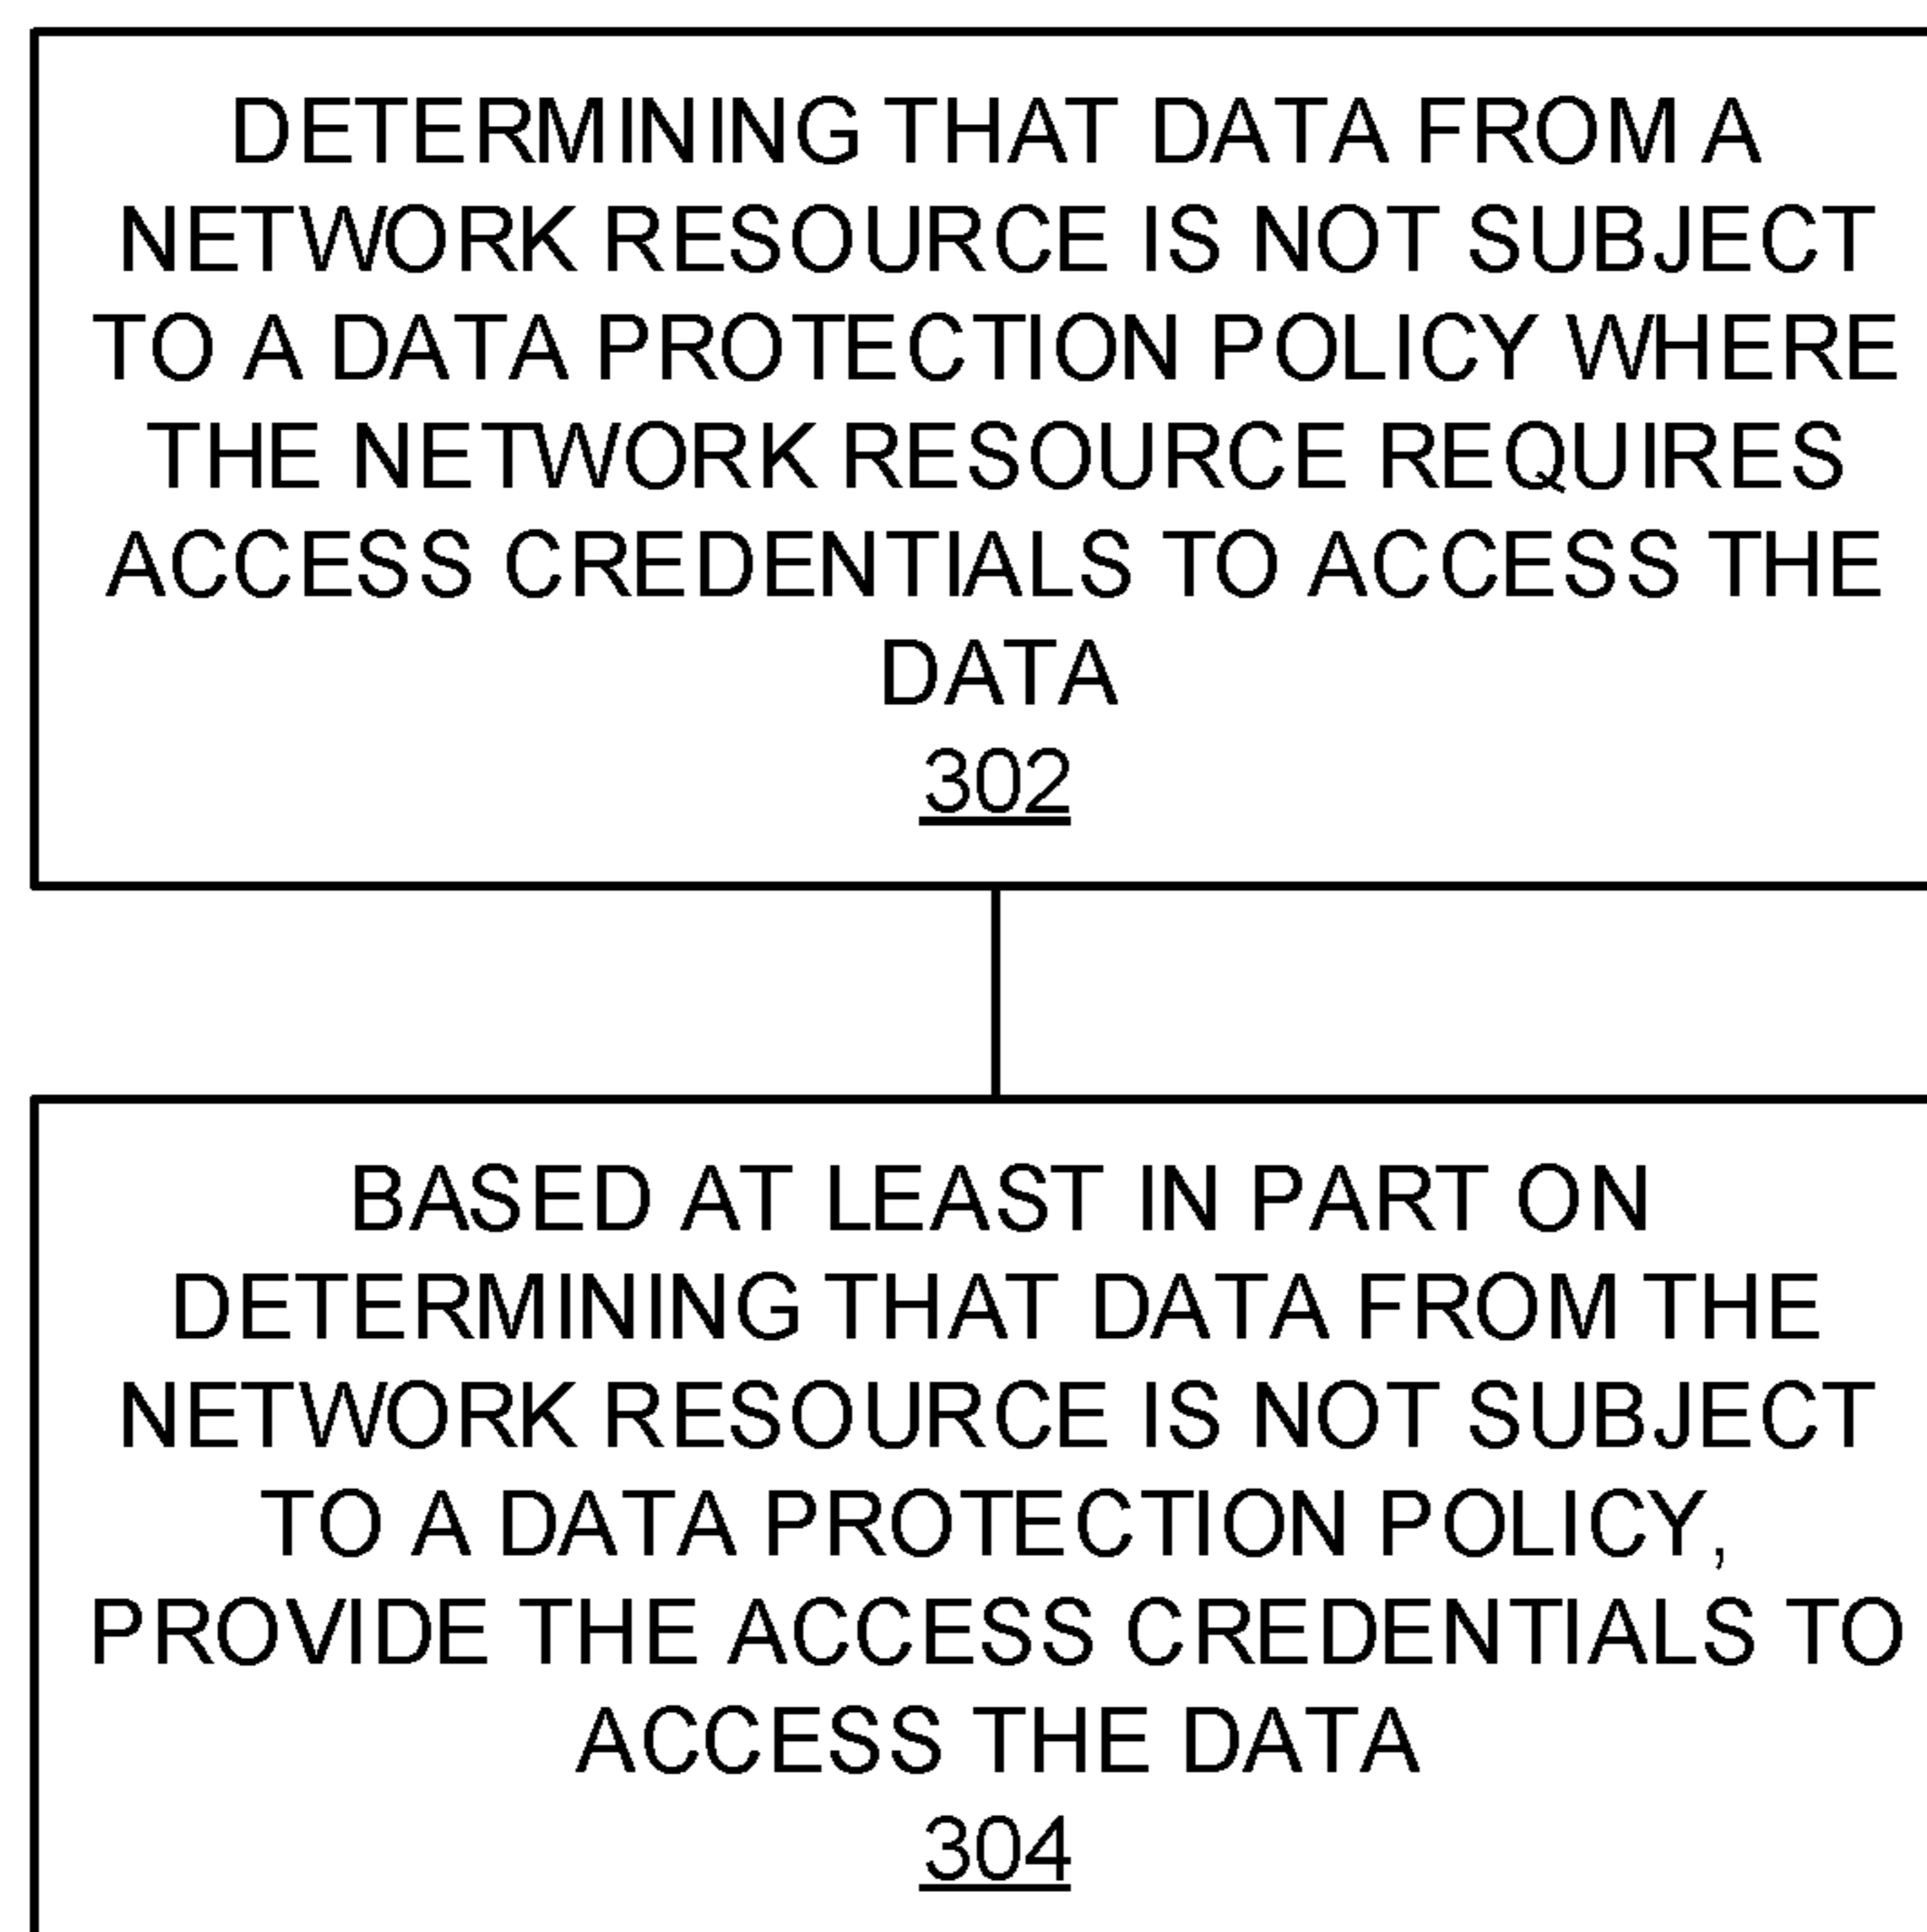 DETERMINING THAT DATA FROM A
NETWORK RESOURCE IS NOT SUBJECT
TO A DATA PROTECTION POLICY WHERE
THE NETWORK RESOURCE REQUIRES
ACCESS CREDENTIALS TO ACCESS THE
DATA
302
BASED AT LEAST IN PART ON
DETERMINING THAT DATA FROM THE
NETWORK RESOURCE IS NOT SUBJECT
TO A DATA PROTECTION POLICY,
PROVIDE THE ACCESS CREDENTIALS TO
ACCESS THE DATA
304